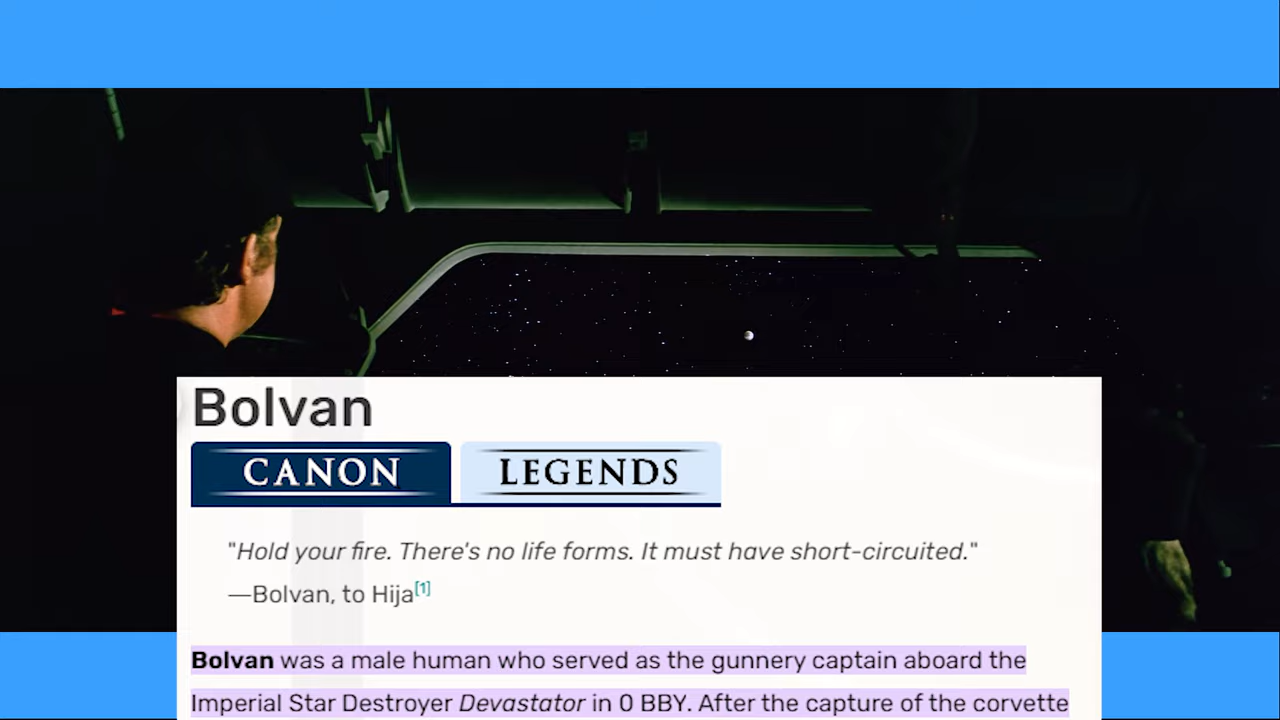 Bolvan
CANON
LEGENDS
"Hold your fire. There's no life forms. It must have short-circuited."
—Bolvan, to Hija[1]
Bolvan was a male human who served as the gunnery captain aboard the
Imperial Star Destroyer Devastator in 0 BBY. After the capture of the corvette